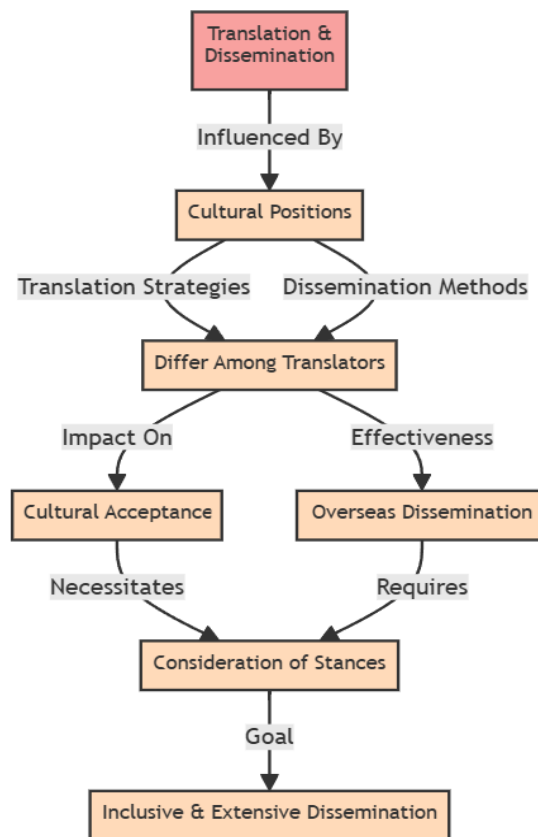 Translation &
Dissemination
Influenced By
Cultural Positions
Translation Strategies
Dissemination Methods
Differ Among Translators
Impact On
Effectiveness
Cultural Acceptance
Overseas Dissemination
Necessitates
Requires
Consideration of Stances
Goal
Inclusive & Extensive Dissemination